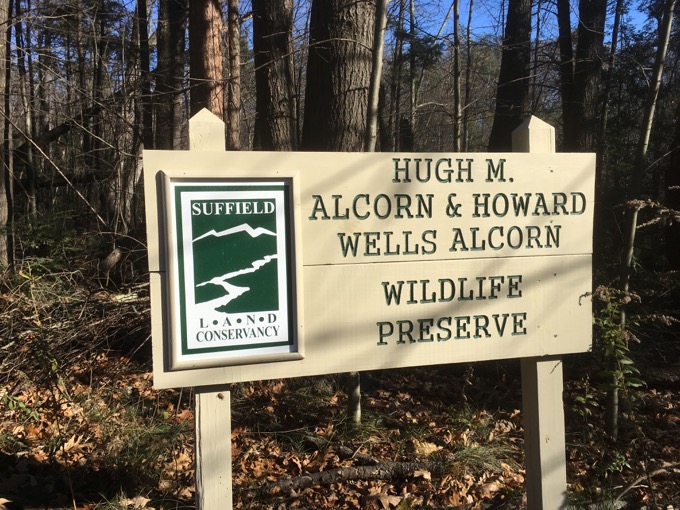 SUFFIELD
L•A•N•D
CONSERVANCY
HUGH M.
ALCORN & HOWARD
WELLS ALCORN
WILDLIFE
PRESERVE